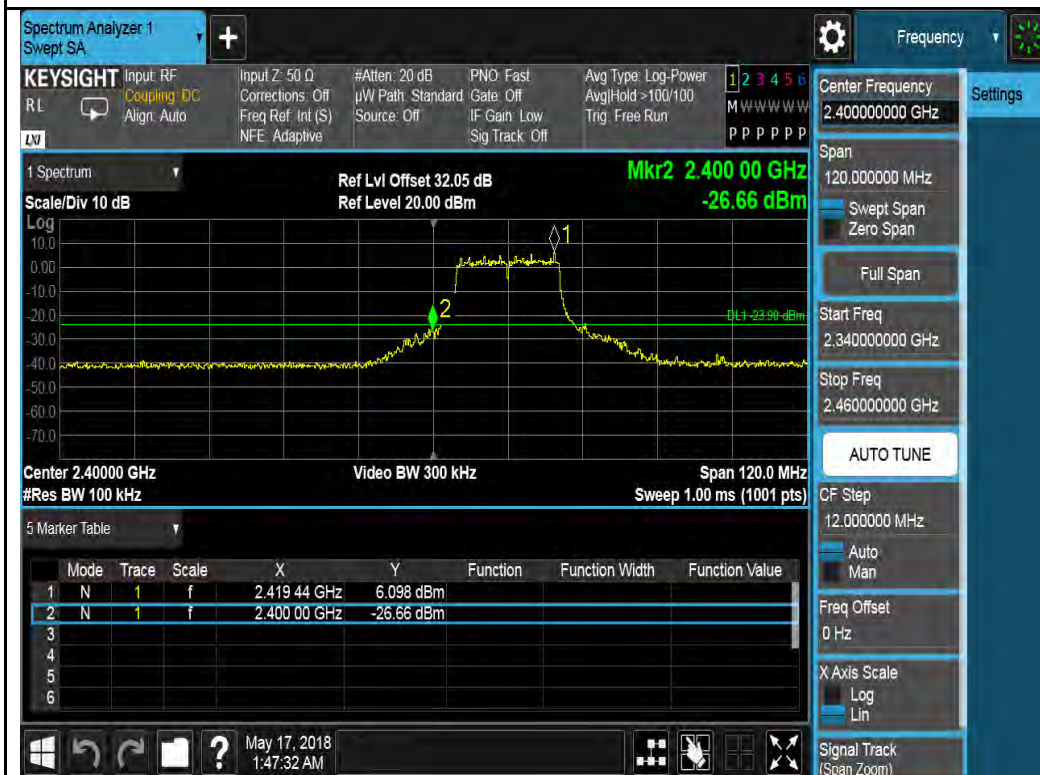 Spectrum Analyzer 1
Swept SA
+
Frequency
KEYSIGHT
RL
LXI
Input: RF
Coupling: DC
Align: Auto
Input Z: 50 Ω
Corrections: Off
Freq Ref: Int (S)
NFE: Adaptive
#Atten: 20 dB
µW Path: Standard
Source: Off
PNO: Fast
Gate: Off
IF Gain: Low
Sig Track: Off
Avg Type: Log-Power
Avg|Hold >100/100
Trig: Free Run
1 2 3 4 5 6
M W W W W W
P P P P P P
1 Spectrum
Scale/Div 10 dB
Ref Lvl Offset 32.05 dB
Ref Level 20.00 dBm
Mkr2 2.400 00 GHz
-26.66 dBm
Log
10.0
0.00
-10.0
-20.0
-30.0
-40.0
-50.0
-60.0
-70.0
1
2
DL1 -23.90 dBm
Center 2.40000 GHz
#Res BW 100 kHz
Video BW 300 kHz
Span 120.0 MHz
Sweep 1.00 ms (1001 pts)
5 Marker Table
Mode Trace Scale X Y Function Function Width Function Value
1 N 1 f 2.419 44 GHz 6.098 dBm
2 N 1 f 2.400 00 GHz -26.66 dBm
3
4
5
6
?
May 17, 2018
1:47:32 AM
Center Frequency
2.400000000 GHz
Settings
Span
120.000000 MHz
Swept Span
Zero Span
Full Span
Start Freq
2.340000000 GHz
Stop Freq
2.460000000 GHz
AUTO TUNE
CF Step
12.000000 MHz
Auto
Man
Freq Offset
0 Hz
X Axis Scale
Log
Lin
Signal Track
(Span Zoom)